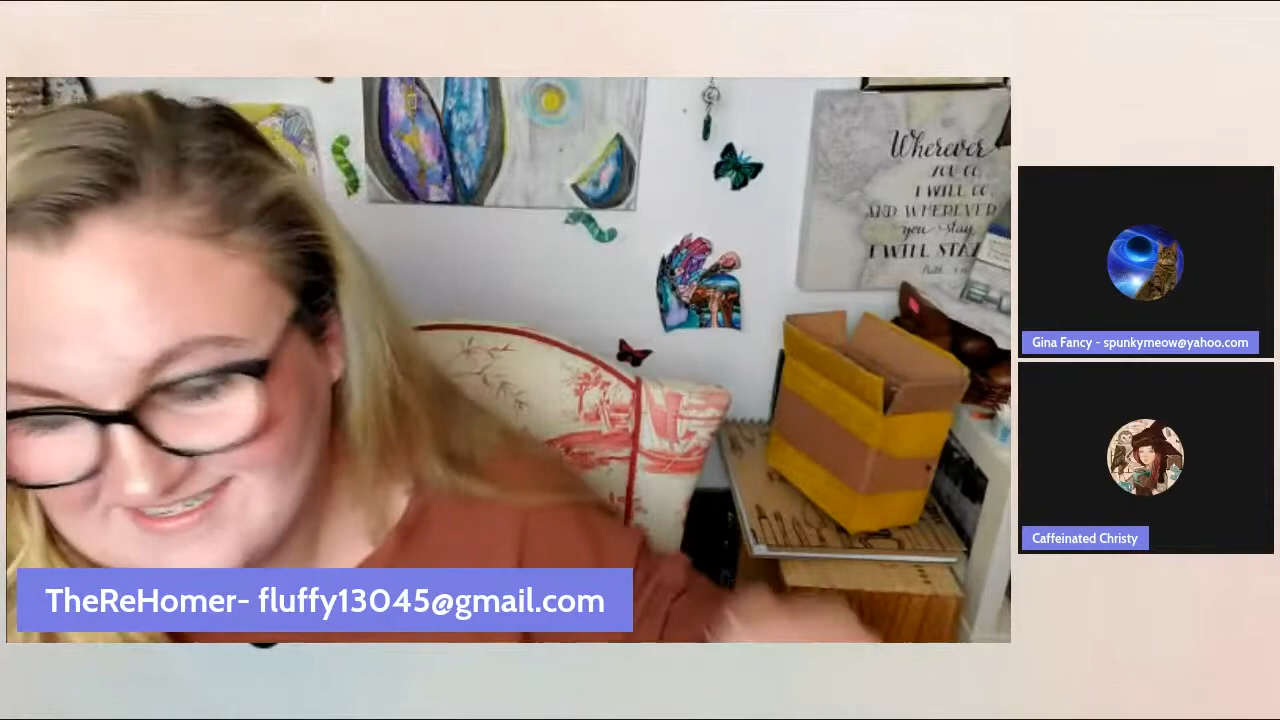 Wherever
YOU GO
I WILL GO
AND WHEREVER
you stay
I WILL STAY
Ruth
Gina Fancy - spunkymeow@yahoo.com
Caffeinated Christy
TheReHomer- fluffy13045@gmail.com